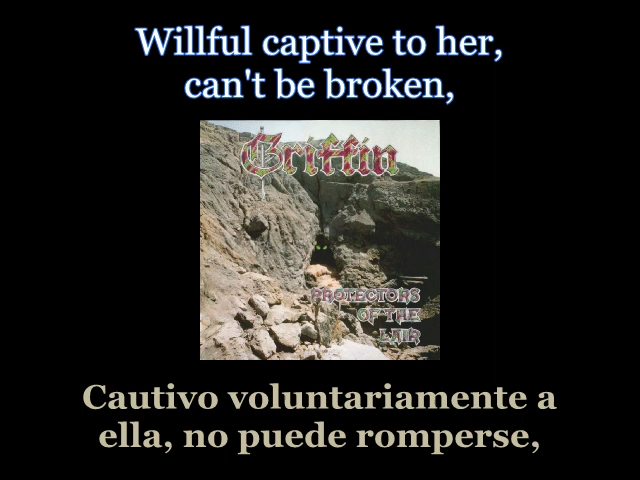 Willful captive to her,
can't be broken,
Griffin
PROTECTORS
OF THE
LAIR
Cautivo voluntariamente a
ella, no puede romperse,